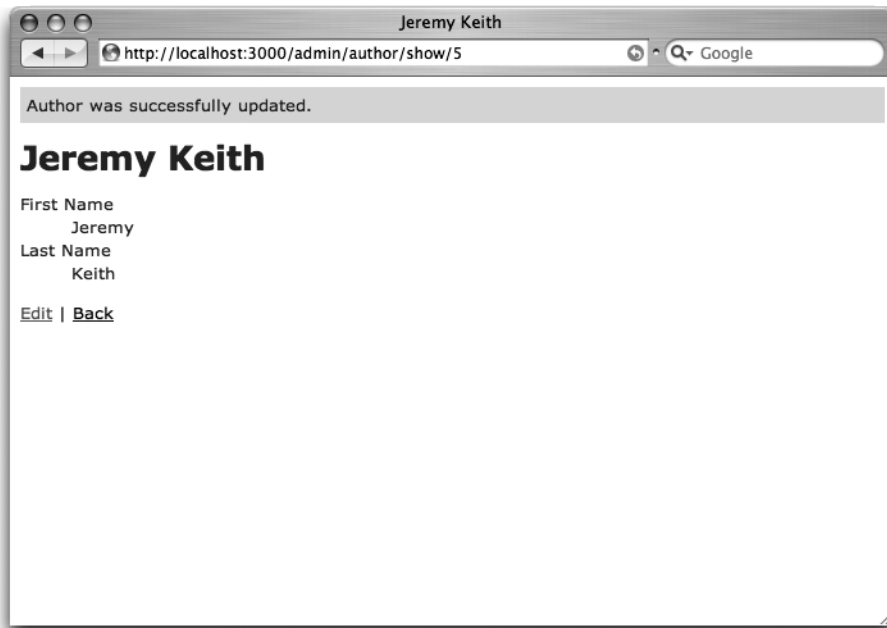 Jeremy Keith
http://localhost:3000/admin/author/show/5
Google
Author was successfully updated.
Jeremy Keith
First Name
Jeremy
Last Name
Keith
Edit | Back